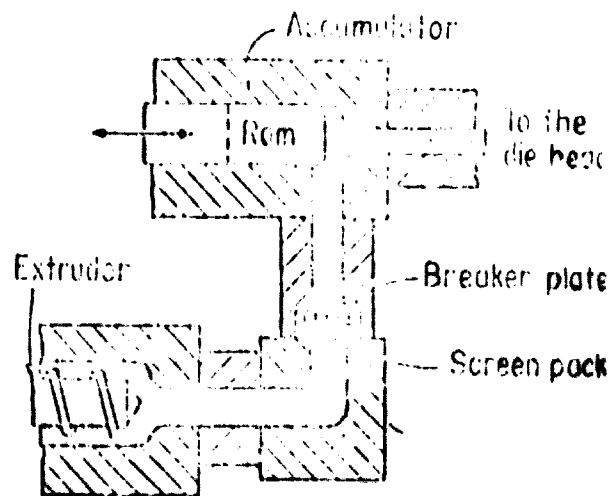 Accumulator
Ram
To the
die head
Extruder
Breaker plate
Screen pack